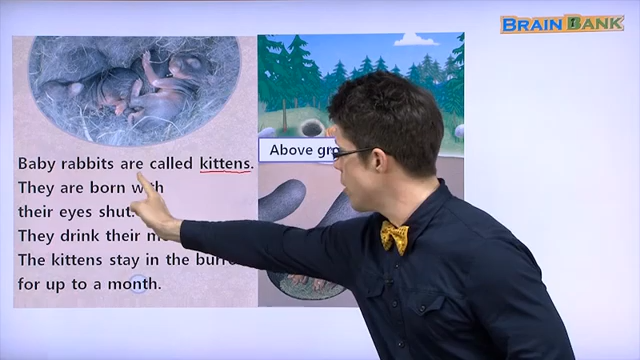 BRAIN BANK
Baby rabbits are called kittens.
They are born
their eyes shut.
They drink their
The kittens stay in the
for up to a month.
Above